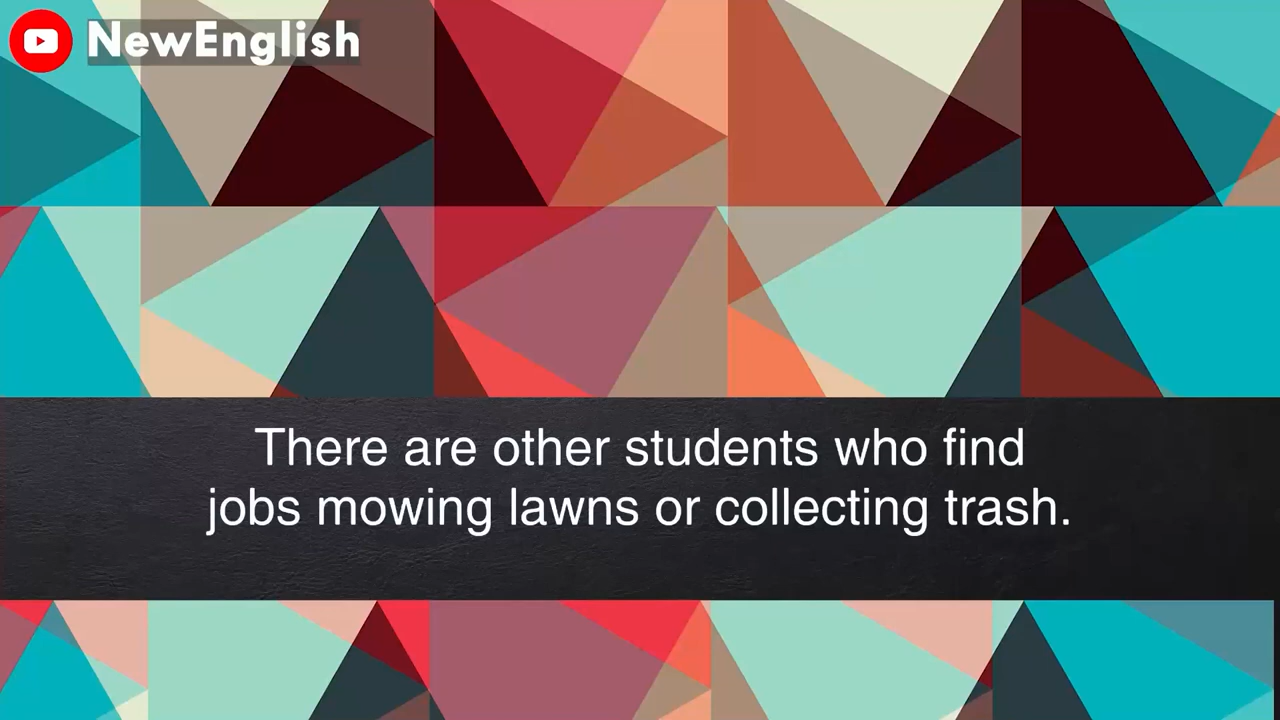 NewEnglish
There are other students who find
jobs mowing lawns or collecting trash.